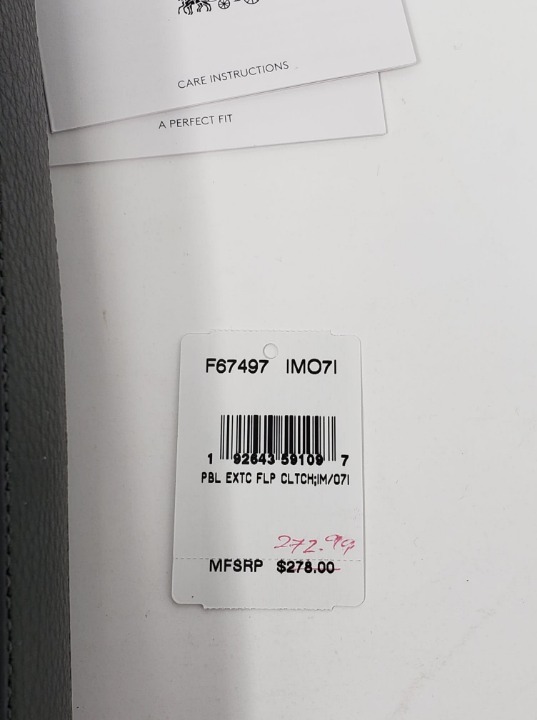 CARE INSTRUCTIONS
A PERFECT FIT
F67497 IMO7I
1 92643 59109 7
PBL EXTC FLP CLTCH;IM/07I
272.99
MFSRP $278.00